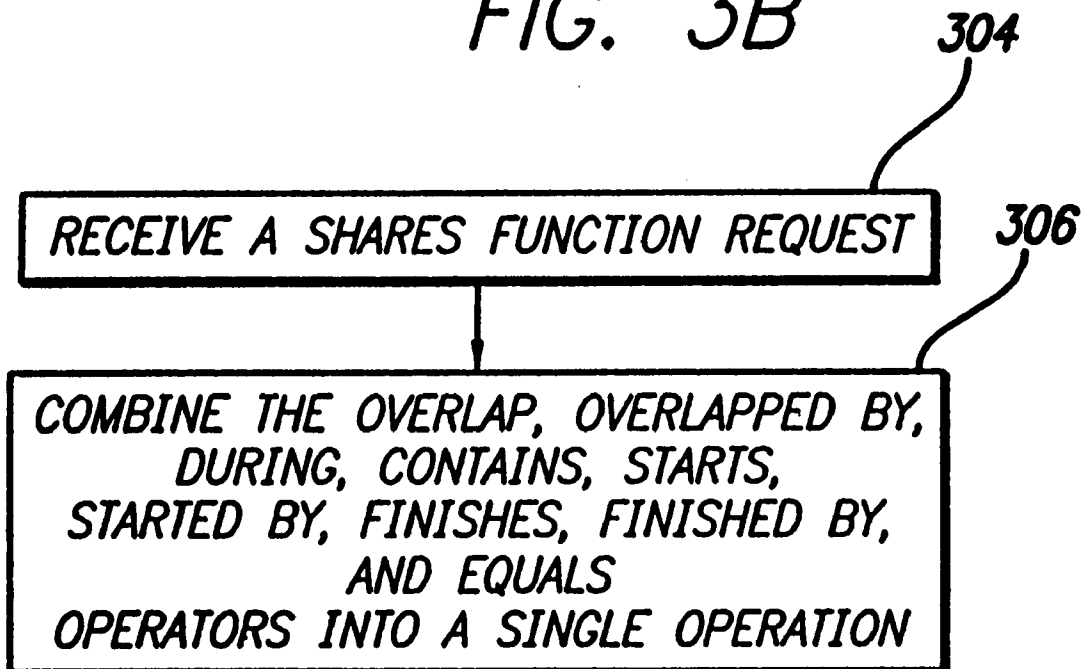 FIG. 3B
304
RECEIVE A SHARES FUNCTION REQUEST
306
COMBINE THE OVERLAP, OVERLAPPED BY,
DURING, CONTAINS, STARTS,
STARTED BY, FINISHES, FINISHED BY,
AND EQUALS
OPERATORS INTO A SINGLE OPERATION